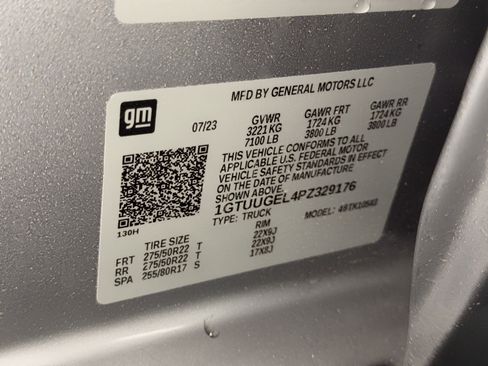 gm
MFD BY GENERAL MOTORS LLC
07/23 GVWR GAWR FRT GAWR RR
3221 KG 1724 KG 1724 KG
7100 LB 3800 LB 3800 LB
THIS VEHICLE CONFORMS TO ALL
APPLICABLE U.S. FEDERAL MOTOR
VEHICLE SAFETY STANDARDS IN EFFECT
ON THE DATE OF MANUFACTURE SHOWN ABOVE.
1GTUUGEL4PZ329176
TYPE: TRUCK MODEL:
130H
TIRE SIZE RIM
FRT 275/50R22 T 22X9J
RR 275/50R22 T 22X9J
SPA 255/80R17 S 17X8J